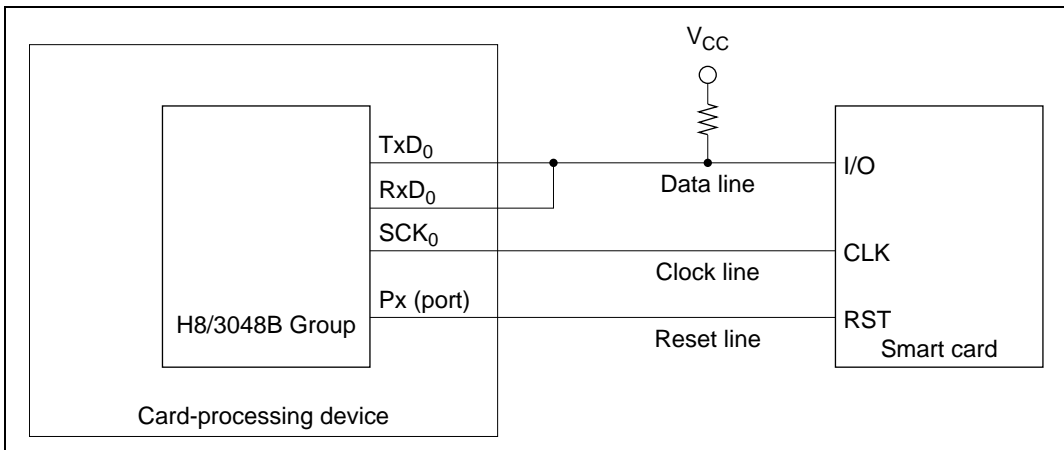 V_CC
TxD_0
RxD_0
SCK_0
Px (port)
H8/3048B Group
Card-processing device
Data line
Clock line
Reset line
I/O
CLK
RST
Smart card